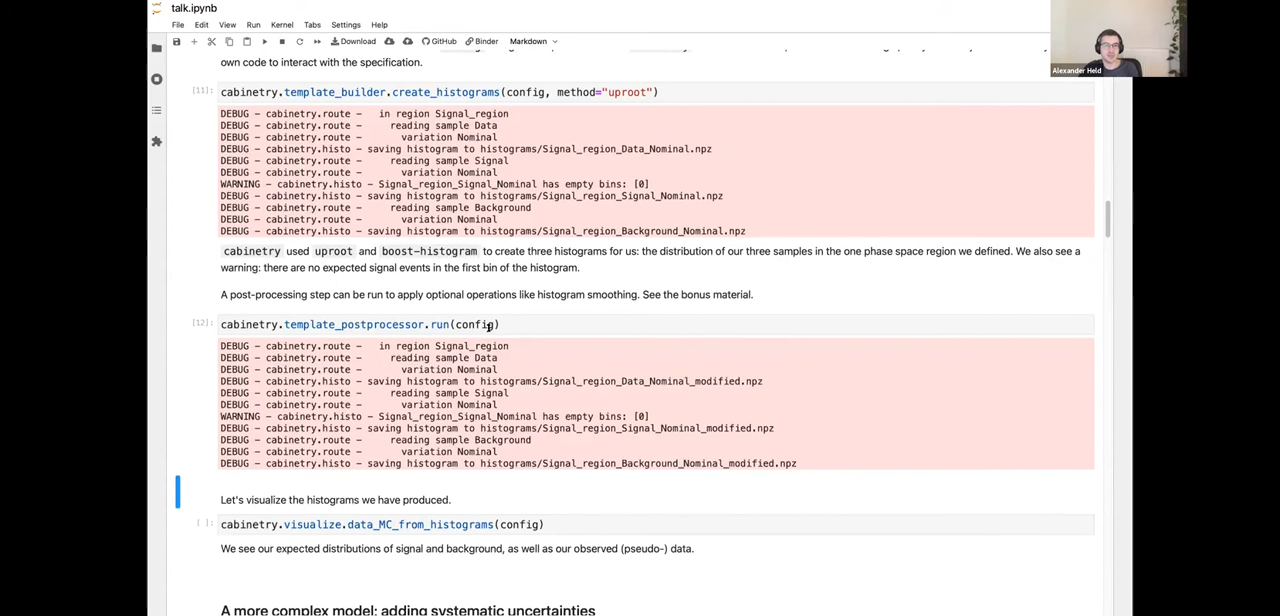 talk.ipynb
File Edit View Run Kernel Tabs Settings Help
Download GitHub Binder Markdown
Alexander Held
own code to interact with the specification.
[11]: cabinetry.template_builder.create_histograms(config, method="uproot")
DEBUG - cabinetry.route -   in region Signal_region
DEBUG - cabinetry.route -     reading sample Data
DEBUG - cabinetry.route -       variation Nominal
DEBUG - cabinetry.histo - saving histogram to histograms/Signal_region_Data_Nominal.npz
DEBUG - cabinetry.route -     reading sample Signal
DEBUG - cabinetry.route -       variation Nominal
WARNING - cabinetry.histo - Signal_region_Signal_Nominal has empty bins: [0]
DEBUG - cabinetry.histo - saving histogram to histograms/Signal_region_Signal_Nominal.npz
DEBUG - cabinetry.route -     reading sample Background
DEBUG - cabinetry.route -       variation Nominal
DEBUG - cabinetry.histo - saving histogram to histograms/Signal_region_Background_Nominal.npz
cabinetry used uproot and boost-histogram to create three histograms for us: the distribution of our three samples in the one phase space region we defined. We also see a
warning: there are no expected signal events in the first bin of the histogram.
A post-processing step can be run to apply optional operations like histogram smoothing. See the bonus material.
[12]: cabinetry.template_postprocessor.run(config)
DEBUG - cabinetry.route -   in region Signal_region
DEBUG - cabinetry.route -     reading sample Data
DEBUG - cabinetry.route -       variation Nominal
DEBUG - cabinetry.histo - saving histogram to histograms/Signal_region_Data_Nominal_modified.npz
DEBUG - cabinetry.route -     reading sample Signal
DEBUG - cabinetry.route -       variation Nominal
WARNING - cabinetry.histo - Signal_region_Signal_Nominal has empty bins: [0]
DEBUG - cabinetry.histo - saving histogram to histograms/Signal_region_Signal_Nominal_modified.npz
DEBUG - cabinetry.route -     reading sample Background
DEBUG - cabinetry.route -       variation Nominal
DEBUG - cabinetry.histo - saving histogram to histograms/Signal_region_Background_Nominal_modified.npz
Let's visualize the histograms we have produced.
[ ]: cabinetry.visualize.data_MC_from_histograms(config)
We see our expected distributions of signal and background, as well as our observed (pseudo-) data.
A more complex model: adding systematic uncertainties